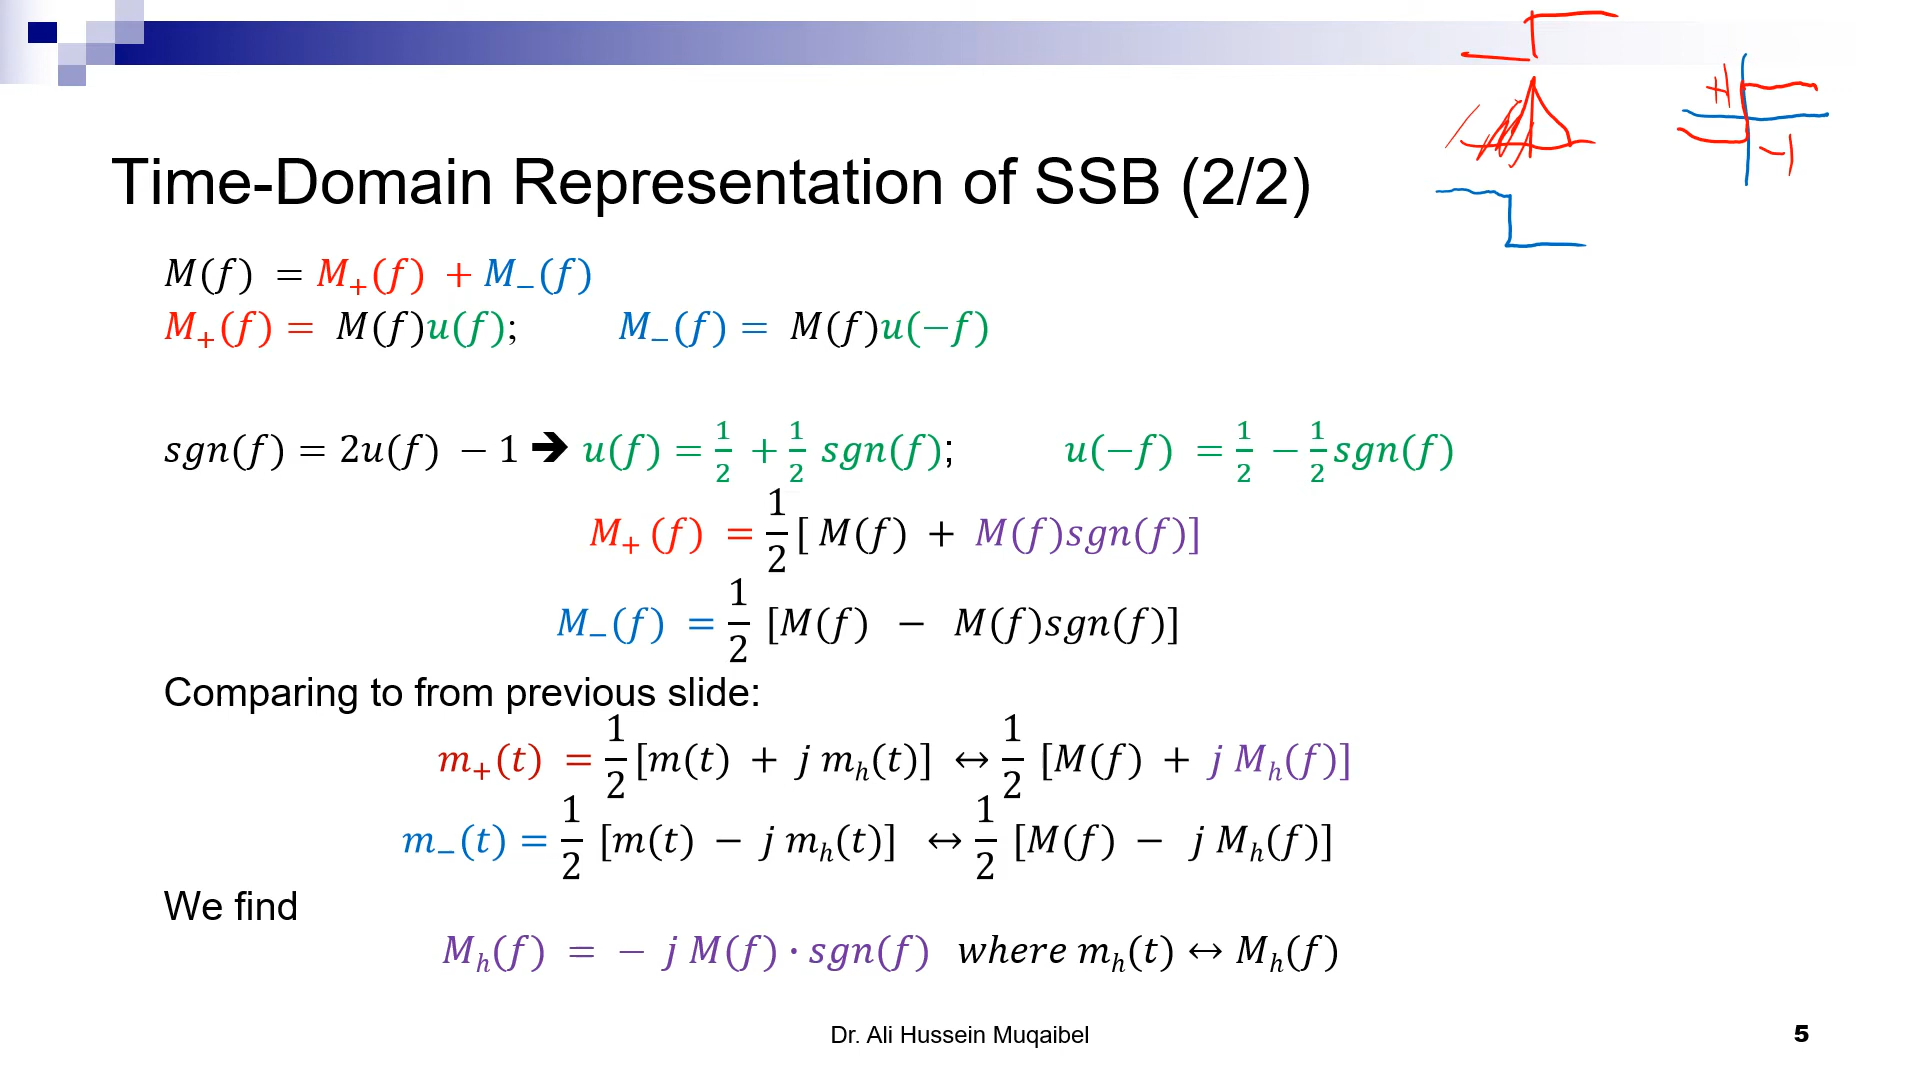 Time-Domain Representation of SSB (2/2)
+1
-1
M(f) = M₊(f) + M₋(f)
M₊(f) = M(f)u(f); M₋(f) = M(f)u(−f)
sgn(f) = 2u(f) − 1 ➔ u(f) = 1/2 + 1/2 sgn(f); u(−f) = 1/2 − 1/2 sgn(f)
M₊ (f) = 1/2 [ M(f) + M(f)sgn(f)]
M₋(f) = 1/2 [M(f) − M(f)sgn(f)]
Comparing to from previous slide:
m₊(t) = 1/2 [m(t) + j mₕ(t)] ↔ 1/2 [M(f) + j Mₕ(f)]
m₋(t) = 1/2 [m(t) − j mₕ(t)] ↔ 1/2 [M(f) − j Mₕ(f)]
We find
Mₕ(f) = − j M(f) · sgn(f) where mₕ(t) ↔ Mₕ(f)
Dr. Ali Hussein Muqaibel
5